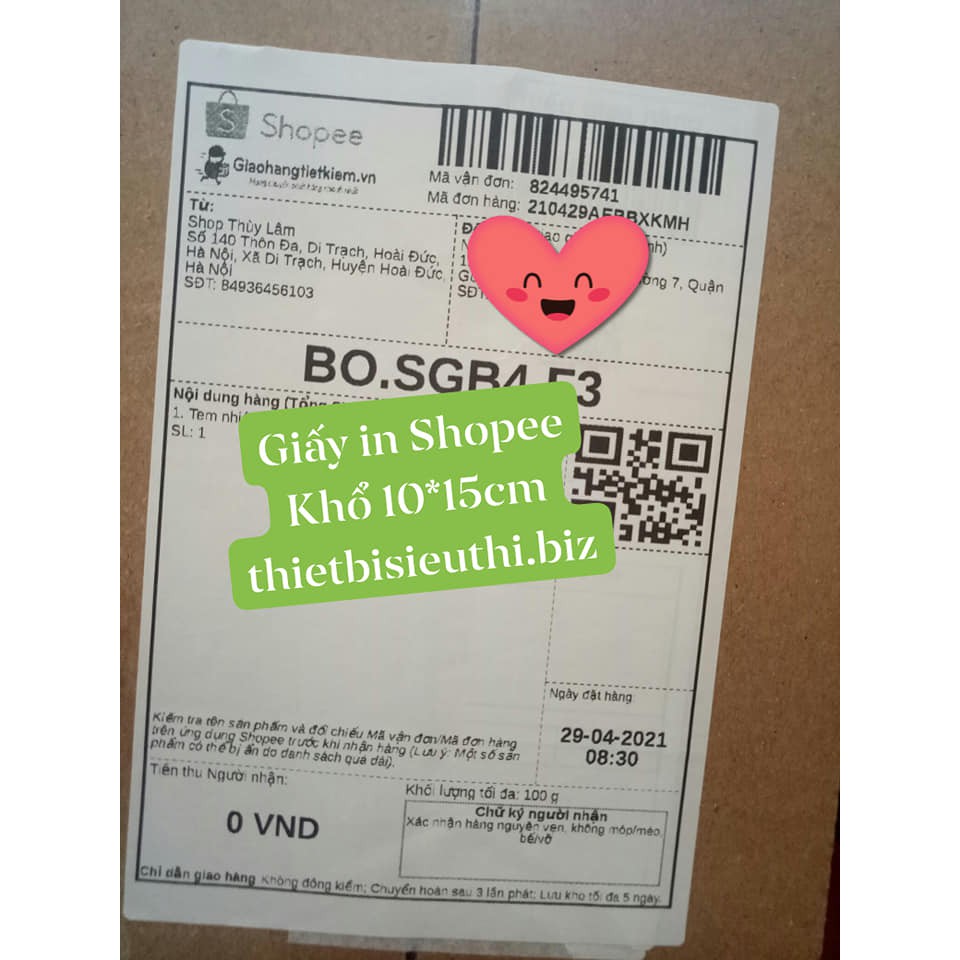 Shopee
Giaohangtietkiem.vn
Mã vận đơn: 824495741
Mã đơn hàng:
Từ:
Shop Thùy Lâm
Số 140 Thôn Đa, Di Trạch, Hoài Đức,
Hà Nội, Xã Di Trạch, Huyện Hoài Đức,
Hà Nội
SĐT: B4936456103
7, Quận
SĐT
BO.SGB4
Nội dung hàng
1. Tem
SL: 1
Giấy in Shopee
Khổ 10*15cm
thietbisieuthi.biz
Ngày đặt hàng:
29-04-2021
08:30
Kiểm tra tên sản phẩm và đối chiếu Mã vận đơn/Mã đơn hàng
trên ứng dụng Shopee trước khi nhận hàng (Lưu ý: Một số sản
phẩm có thể bị ẩn do danh sách quá dài).
Tiền thu Người nhận:
0 VND
Khối lượng tối đa: 100 g
Chữ ký người nhận
Xác nhận hàng nguyên vẹn, không móp/méo,
bể/vỡ
Chỉ dẫn giao hàng Không đồng kiểm; Chuyển hoàn sau 3 lần phát; Lưu kho tối đa 5 ngày.